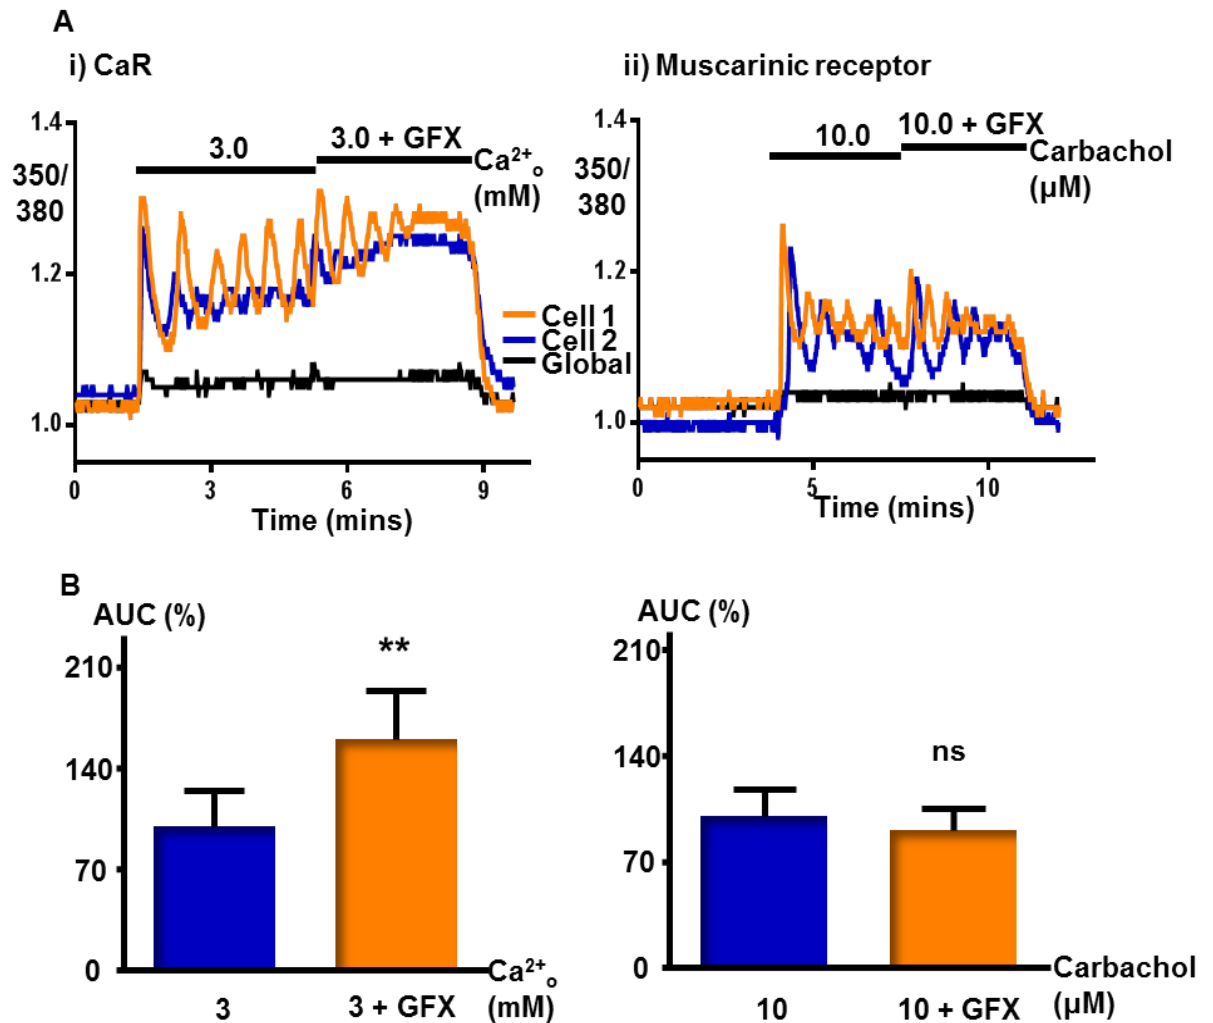 A
i) CaR
1.4
350/
380
1.2
1.0
3.0
3.0 + GFX
Ca²⁺ₒ
(mM)
Cell 1
Cell 2
Global
0
3
6
9
Time (mins)
ii) Muscarinic receptor
1.4
350/
380
1.2
1.0
10.0
10.0 + GFX
Carbachol
(µM)
0
5
10
Time (mins)
B
AUC (%)
210
140
70
0
**
3
3 + GFX
Ca²⁺ₒ
(mM)
AUC (%)
210
140
70
0
ns
10
10 + GFX
Carbachol
(µM)